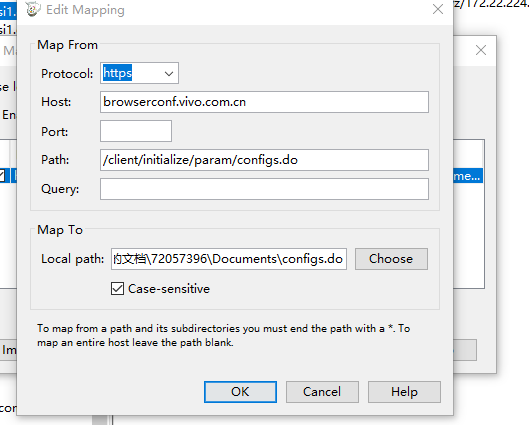 si1.
si1.
z/172.22.224.
Edit Mapping
Map From
Protocol: https
Host: browserconf.vivo.com.cn
Port:
Path: /client/initialize/param/configs.do
Query:
Map To
Local path: 的文档\72057396\Documents\configs.do Choose
Case-sensitive
To map from a path and its subdirectories you must end the path with a *. To
map an entire host leave the path blank.
OK Cancel Help
Ma
se l
En
me...
Im
con